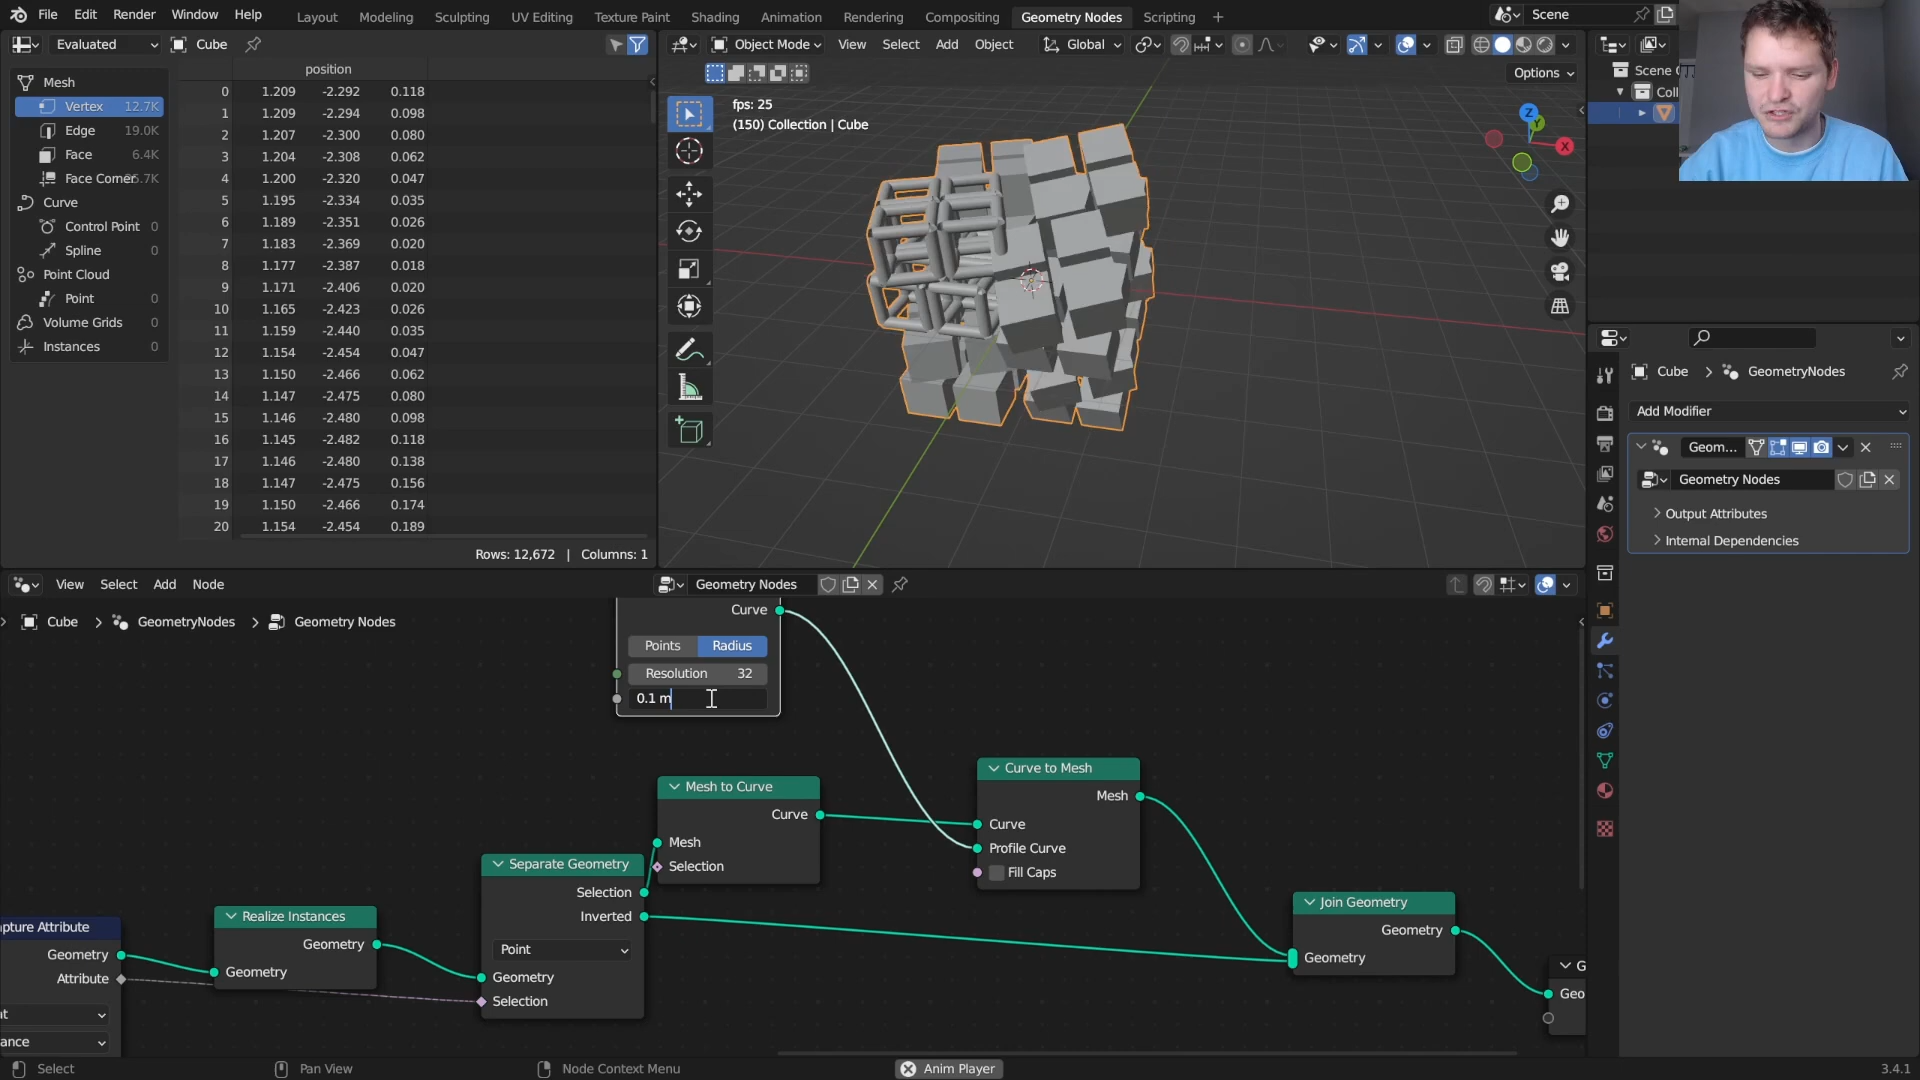 File Edit Render Window Help Layout Modeling Sculpting UV Editing Texture Paint Shading Animation Rendering Compositing Geometry Nodes Scripting + Scene
Evaluated Cube
Object Mode View Select Add Object Global
Options
Scene
Coll
position
Mesh
Vertex 12.7K
Edge 19.0K
Face 6.4K
Face Corner 25.7K
Curve
Control Point 0
Spline 0
Point Cloud
Point 0
Volume Grids 0
Instances 0
0 1.209 -2.292 0.118
1 1.209 -2.294 0.098
2 1.207 -2.300 0.080
3 1.204 -2.308 0.062
4 1.200 -2.320 0.047
5 1.195 -2.334 0.035
6 1.189 -2.351 0.026
7 1.183 -2.369 0.020
8 1.177 -2.387 0.018
9 1.171 -2.406 0.020
10 1.165 -2.423 0.026
11 1.159 -2.440 0.035
12 1.154 -2.454 0.047
13 1.150 -2.466 0.062
14 1.147 -2.475 0.080
15 1.146 -2.480 0.098
16 1.145 -2.482 0.118
17 1.146 -2.480 0.138
18 1.147 -2.475 0.156
19 1.150 -2.466 0.174
20 1.154 -2.454 0.189
Rows: 12,672 | Columns: 1
fps: 25
(150) Collection | Cube
Z
Y
X
Cube > GeometryNodes
Add Modifier
Geom...
Geometry Nodes
> Output Attributes
> Internal Dependencies
View Select Add Node Geometry Nodes
Cube > GeometryNodes > Geometry Nodes
Curve
Points Radius
Resolution 32
0.1 m
Mesh to Curve
Curve
Mesh
Selection
Curve to Mesh
Mesh
Curve
Profile Curve
Fill Caps
Separate Geometry
Selection
Inverted
Point
Geometry
Selection
Join Geometry
Geometry
Geometry
Realize Instances
Geometry
Geometry
pture Attribute
Geometry
Attribute
ance
G
Geo
Select Pan View Node Context Menu Anim Player 3.4.1